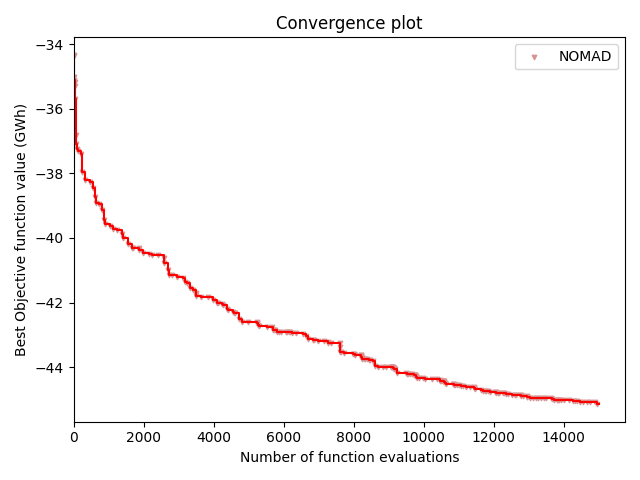 Convergence plot
NOMAD
Best Objective function value (GWh)
−34
−36
−38
−40
−42
−44
0 2000 4000 6000 8000 10000 12000 14000
Number of function evaluations